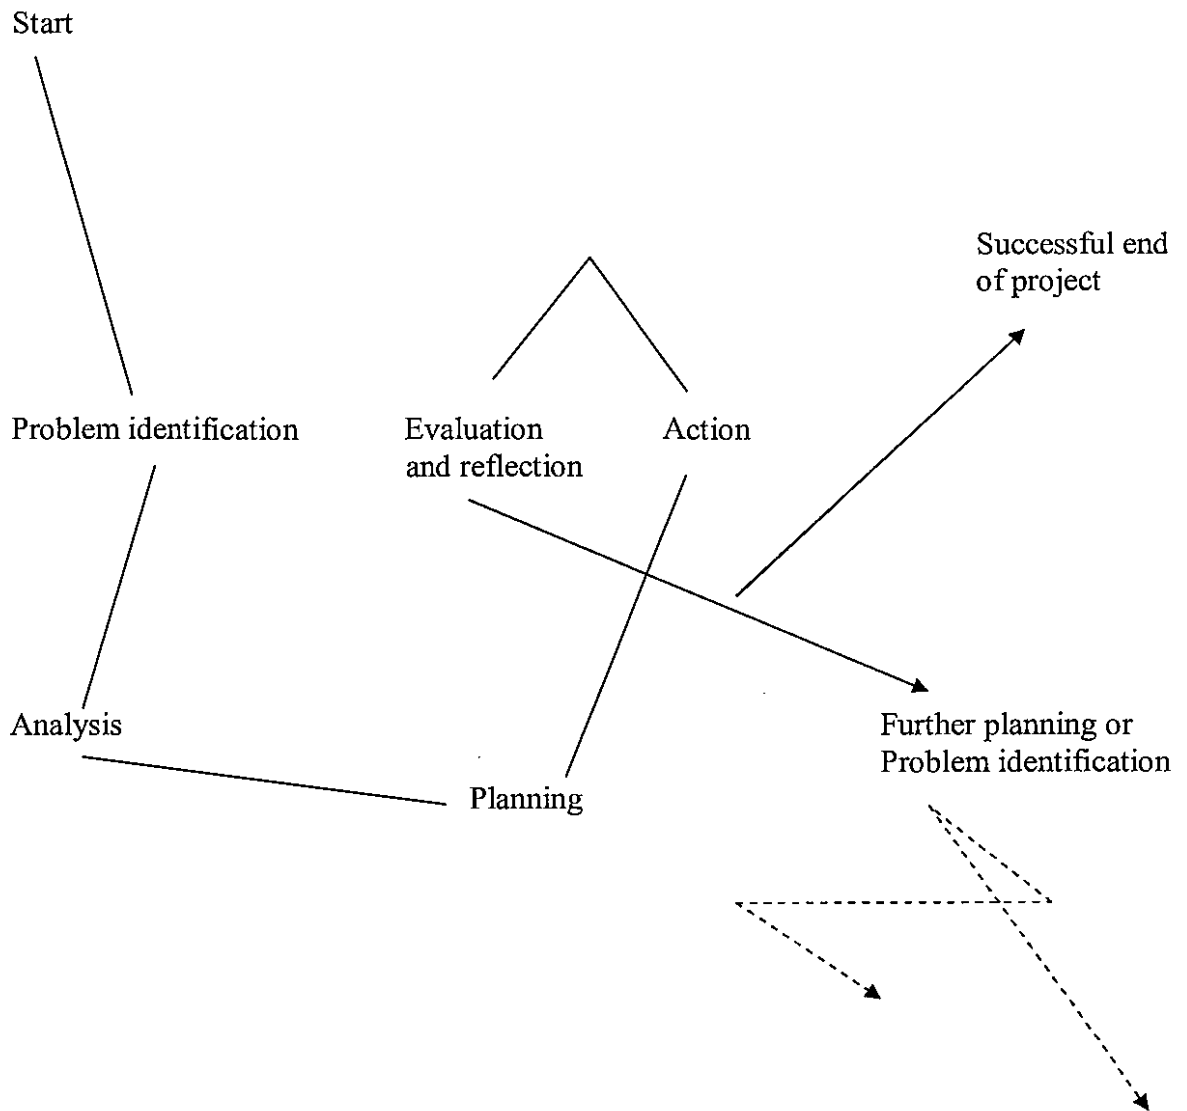 Start
Successful end
of project
Problem identification
Evaluation
and reflection
Action
Analysis
Further planning or
Problem identification
Planning